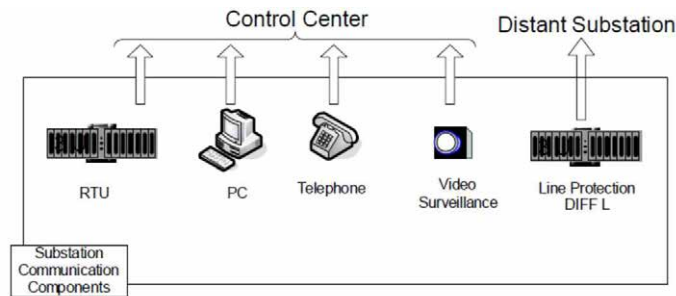 Control Center
Distant Substation
RTU
PC
Telephone
Video
Surveillance
Line Protection
DIFF L
Substation
Communication
Components